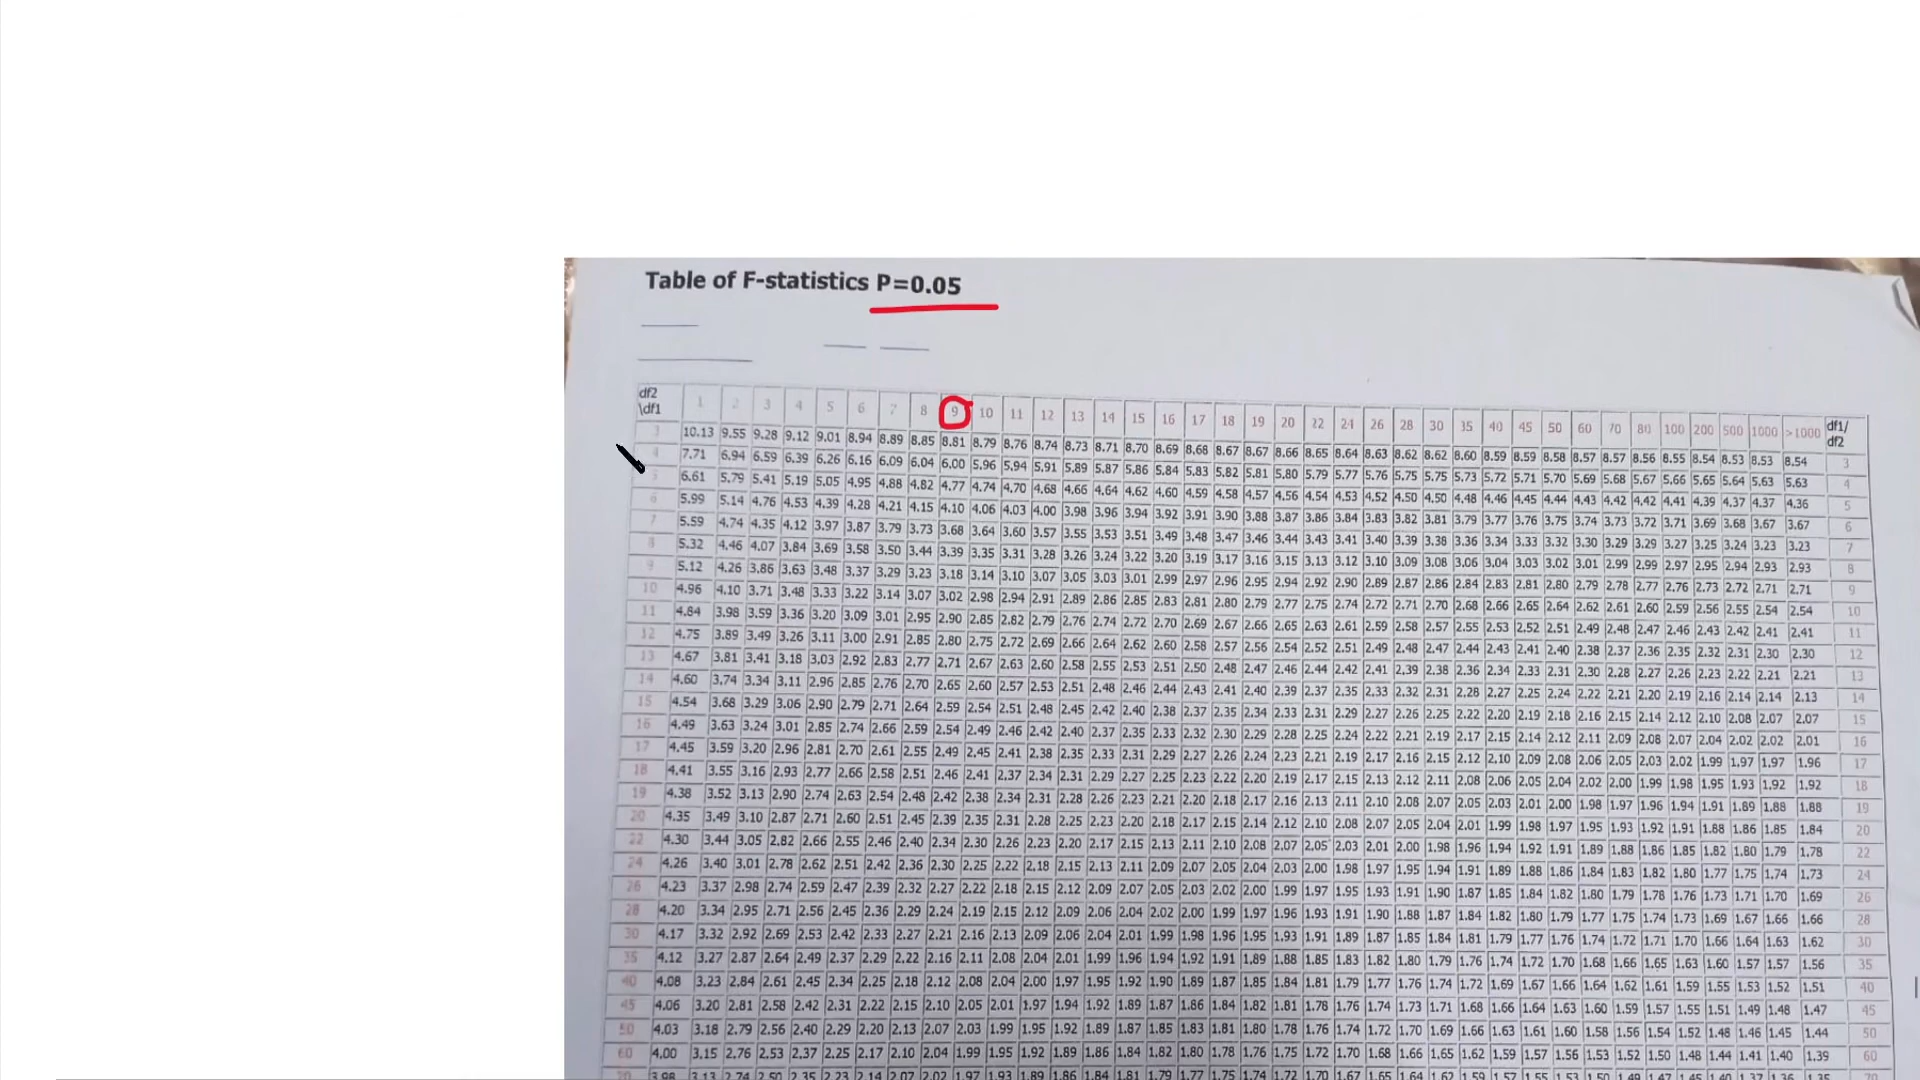 Table of F-statistics P=0.05
df2
\df1 1 2 3 4 5 6 7 8 9 10 11 12 13 14 15 16 17 18 19 20 22 24 26 28 30 35 40 45 50 60 70 80 100 200 500 1000 >1000 df1/
df2
3 10.13 9.55 9.28 9.12 9.01 8.94 8.89 8.85 8.81 8.79 8.76 8.74 8.73 8.71 8.70 8.69 8.68 8.67 8.67 8.66 8.65 8.64 8.63 8.62 8.62 8.60 8.59 8.59 8.58 8.57 8.57 8.56 8.55 8.54 8.53 8.53 8.54 3
4 7.71 6.94 6.59 6.39 6.26 6.16 6.09 6.04 6.00 5.96 5.94 5.91 5.89 5.87 5.86 5.84 5.83 5.82 5.81 5.80 5.79 5.77 5.76 5.75 5.75 5.73 5.72 5.71 5.70 5.69 5.68 5.67 5.66 5.65 5.64 5.63 5.63 4
5 6.61 5.79 5.41 5.19 5.05 4.95 4.88 4.82 4.77 4.74 4.70 4.68 4.66 4.64 4.62 4.60 4.59 4.58 4.57 4.56 4.54 4.53 4.52 4.50 4.50 4.48 4.46 4.45 4.44 4.43 4.42 4.42 4.41 4.39 4.37 4.37 4.36 5
6 5.99 5.14 4.76 4.53 4.39 4.28 4.21 4.15 4.10 4.06 4.03 4.00 3.98 3.96 3.94 3.92 3.91 3.90 3.88 3.87 3.86 3.84 3.83 3.82 3.81 3.79 3.77 3.76 3.75 3.74 3.73 3.72 3.71 3.69 3.68 3.67 3.67 6
7 5.59 4.74 4.35 4.12 3.97 3.87 3.79 3.73 3.68 3.64 3.60 3.57 3.55 3.53 3.51 3.49 3.48 3.47 3.46 3.44 3.43 3.41 3.40 3.39 3.38 3.36 3.34 3.33 3.32 3.30 3.29 3.29 3.27 3.25 3.24 3.23 3.23 7
8 5.32 4.46 4.07 3.84 3.69 3.58 3.50 3.44 3.39 3.35 3.31 3.28 3.26 3.24 3.22 3.20 3.19 3.17 3.16 3.15 3.13 3.12 3.10 3.09 3.08 3.06 3.04 3.03 3.02 3.01 2.99 2.99 2.97 2.95 2.94 2.93 2.93 8
9 5.12 4.26 3.86 3.63 3.48 3.37 3.29 3.23 3.18 3.14 3.10 3.07 3.05 3.03 3.01 2.99 2.97 2.96 2.95 2.94 2.92 2.90 2.89 2.87 2.86 2.84 2.83 2.81 2.80 2.79 2.78 2.77 2.76 2.73 2.72 2.71 2.71 9
10 4.96 4.10 3.71 3.48 3.33 3.22 3.14 3.07 3.02 2.98 2.94 2.91 2.89 2.86 2.85 2.83 2.81 2.80 2.79 2.77 2.75 2.74 2.72 2.71 2.70 2.68 2.66 2.65 2.64 2.62 2.61 2.60 2.59 2.56 2.55 2.54 2.54 10
11 4.84 3.98 3.59 3.36 3.20 3.09 3.01 2.95 2.90 2.85 2.82 2.79 2.76 2.74 2.72 2.70 2.69 2.67 2.66 2.65 2.63 2.61 2.59 2.58 2.57 2.55 2.53 2.52 2.51 2.49 2.48 2.47 2.46 2.43 2.42 2.41 2.41 11
12 4.75 3.89 3.49 3.26 3.11 3.00 2.91 2.85 2.80 2.75 2.72 2.69 2.66 2.64 2.62 2.60 2.58 2.57 2.56 2.54 2.52 2.51 2.49 2.48 2.47 2.44 2.43 2.41 2.40 2.38 2.37 2.36 2.35 2.32 2.31 2.30 2.30 12
13 4.67 3.81 3.41 3.18 3.03 2.92 2.83 2.77 2.71 2.67 2.63 2.60 2.58 2.55 2.53 2.51 2.50 2.48 2.47 2.46 2.44 2.42 2.41 2.39 2.38 2.36 2.34 2.33 2.31 2.30 2.28 2.27 2.26 2.23 2.22 2.21 2.21 13
14 4.60 3.74 3.34 3.11 2.96 2.85 2.76 2.70 2.65 2.60 2.57 2.53 2.51 2.48 2.46 2.44 2.43 2.41 2.40 2.39 2.37 2.35 2.33 2.32 2.31 2.28 2.27 2.25 2.24 2.22 2.21 2.20 2.19 2.16 2.14 2.14 2.13 14
15 4.54 3.68 3.29 3.06 2.90 2.79 2.71 2.64 2.59 2.54 2.51 2.48 2.45 2.42 2.40 2.38 2.37 2.35 2.34 2.33 2.31 2.29 2.27 2.26 2.25 2.22 2.20 2.19 2.18 2.16 2.15 2.14 2.12 2.10 2.08 2.07 2.07 15
16 4.49 3.63 3.24 3.01 2.85 2.74 2.66 2.59 2.54 2.49 2.46 2.42 2.40 2.37 2.35 2.33 2.32 2.30 2.29 2.28 2.25 2.24 2.22 2.21 2.19 2.17 2.15 2.14 2.12 2.11 2.09 2.08 2.07 2.04 2.02 2.02 2.01 16
17 4.45 3.59 3.20 2.96 2.81 2.70 2.61 2.55 2.49 2.45 2.41 2.38 2.35 2.33 2.31 2.29 2.27 2.26 2.24 2.23 2.21 2.19 2.17 2.16 2.15 2.12 2.10 2.09 2.08 2.06 2.05 2.03 2.02 1.99 1.97 1.97 1.96 17
18 4.41 3.55 3.16 2.93 2.77 2.66 2.58 2.51 2.46 2.41 2.37 2.34 2.31 2.29 2.27 2.25 2.23 2.22 2.20 2.19 2.17 2.15 2.13 2.12 2.11 2.08 2.06 2.05 2.04 2.02 2.00 1.99 1.98 1.95 1.93 1.92 1.92 18
19 4.38 3.52 3.13 2.90 2.74 2.63 2.54 2.48 2.42 2.38 2.34 2.31 2.28 2.26 2.23 2.21 2.20 2.18 2.17 2.16 2.13 2.11 2.10 2.08 2.07 2.05 2.03 2.01 2.00 1.98 1.97 1.96 1.94 1.91 1.89 1.88 1.88 19
20 4.35 3.49 3.10 2.87 2.71 2.60 2.51 2.45 2.39 2.35 2.31 2.28 2.25 2.23 2.20 2.18 2.17 2.15 2.14 2.12 2.10 2.08 2.07 2.05 2.04 2.01 1.99 1.98 1.97 1.95 1.93 1.92 1.91 1.88 1.86 1.85 1.84 20
22 4.30 3.44 3.05 2.82 2.66 2.55 2.46 2.40 2.34 2.30 2.26 2.23 2.20 2.17 2.15 2.13 2.11 2.10 2.08 2.07 2.05 2.03 2.01 2.00 1.98 1.96 1.94 1.92 1.91 1.89 1.88 1.86 1.85 1.82 1.80 1.79 1.78 22
24 4.26 3.40 3.01 2.78 2.62 2.51 2.42 2.36 2.30 2.25 2.22 2.18 2.15 2.13 2.11 2.09 2.07 2.05 2.04 2.03 2.00 1.98 1.97 1.95 1.94 1.91 1.89 1.88 1.86 1.84 1.83 1.82 1.80 1.77 1.75 1.74 1.73 24
26 4.23 3.37 2.98 2.74 2.59 2.47 2.39 2.32 2.27 2.22 2.18 2.15 2.12 2.09 2.07 2.05 2.03 2.02 2.00 1.99 1.97 1.95 1.93 1.91 1.90 1.87 1.85 1.84 1.82 1.80 1.79 1.78 1.76 1.73 1.71 1.70 1.69 26
28 4.20 3.34 2.95 2.71 2.56 2.45 2.36 2.29 2.24 2.19 2.15 2.12 2.09 2.06 2.04 2.02 2.00 1.99 1.97 1.96 1.93 1.91 1.90 1.88 1.87 1.84 1.82 1.80 1.79 1.77 1.75 1.74 1.73 1.69 1.67 1.66 1.66 28
30 4.17 3.32 2.92 2.69 2.53 2.42 2.33 2.27 2.21 2.16 2.13 2.09 2.06 2.04 2.01 1.99 1.98 1.96 1.95 1.93 1.91 1.89 1.87 1.85 1.84 1.81 1.79 1.77 1.76 1.74 1.72 1.71 1.70 1.66 1.64 1.63 1.62 30
35 4.12 3.27 2.87 2.64 2.49 2.37 2.29 2.22 2.16 2.11 2.08 2.04 2.01 1.99 1.96 1.94 1.92 1.91 1.89 1.88 1.85 1.83 1.82 1.80 1.79 1.76 1.74 1.72 1.70 1.68 1.66 1.65 1.63 1.60 1.57 1.57 1.56 35
40 4.08 3.23 2.84 2.61 2.45 2.34 2.25 2.18 2.12 2.08 2.04 2.00 1.97 1.95 1.92 1.90 1.89 1.87 1.85 1.84 1.81 1.79 1.77 1.76 1.74 1.72 1.69 1.67 1.66 1.64 1.62 1.61 1.59 1.55 1.53 1.52 1.51 40
45 4.06 3.20 2.81 2.58 2.42 2.31 2.22 2.15 2.10 2.05 2.01 1.97 1.94 1.92 1.89 1.87 1.86 1.84 1.82 1.81 1.78 1.76 1.74 1.73 1.71 1.68 1.66 1.64 1.63 1.60 1.59 1.57 1.55 1.51 1.49 1.48 1.47 45
50 4.03 3.18 2.79 2.56 2.40 2.29 2.20 2.13 2.07 2.03 1.99 1.95 1.92 1.89 1.87 1.85 1.83 1.81 1.80 1.78 1.76 1.74 1.72 1.70 1.69 1.66 1.63 1.61 1.60 1.58 1.56 1.54 1.52 1.48 1.46 1.45 1.44 50
60 4.00 3.15 2.76 2.53 2.37 2.25 2.17 2.10 2.04 1.99 1.95 1.92 1.89 1.86 1.84 1.82 1.80 1.78 1.76 1.75 1.72 1.70 1.68 1.66 1.65 1.62 1.59 1.57 1.56 1.53 1.52 1.50 1.48 1.44 1.41 1.40 1.39 60